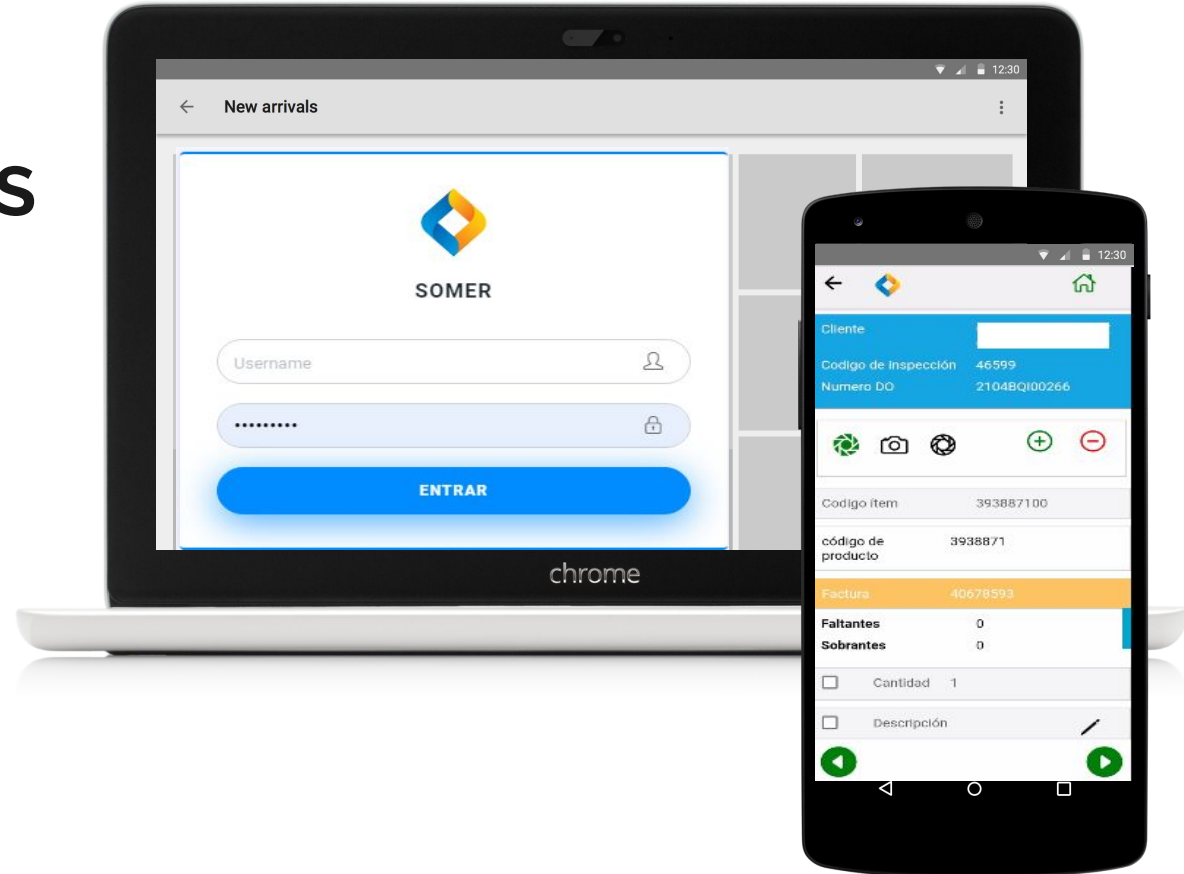 s
12:30
New arrivals
SOMER
Username
•••••••••
ENTRAR
chrome
12:30
Cliente
Codigo de Inspección 46599
Numero DO 2104BQI00266
Codigo ítem 393887100
código de producto 3938871
Factura 40678593
Faltantes 0
Sobrantes 0
Cantidad 1
Descripción